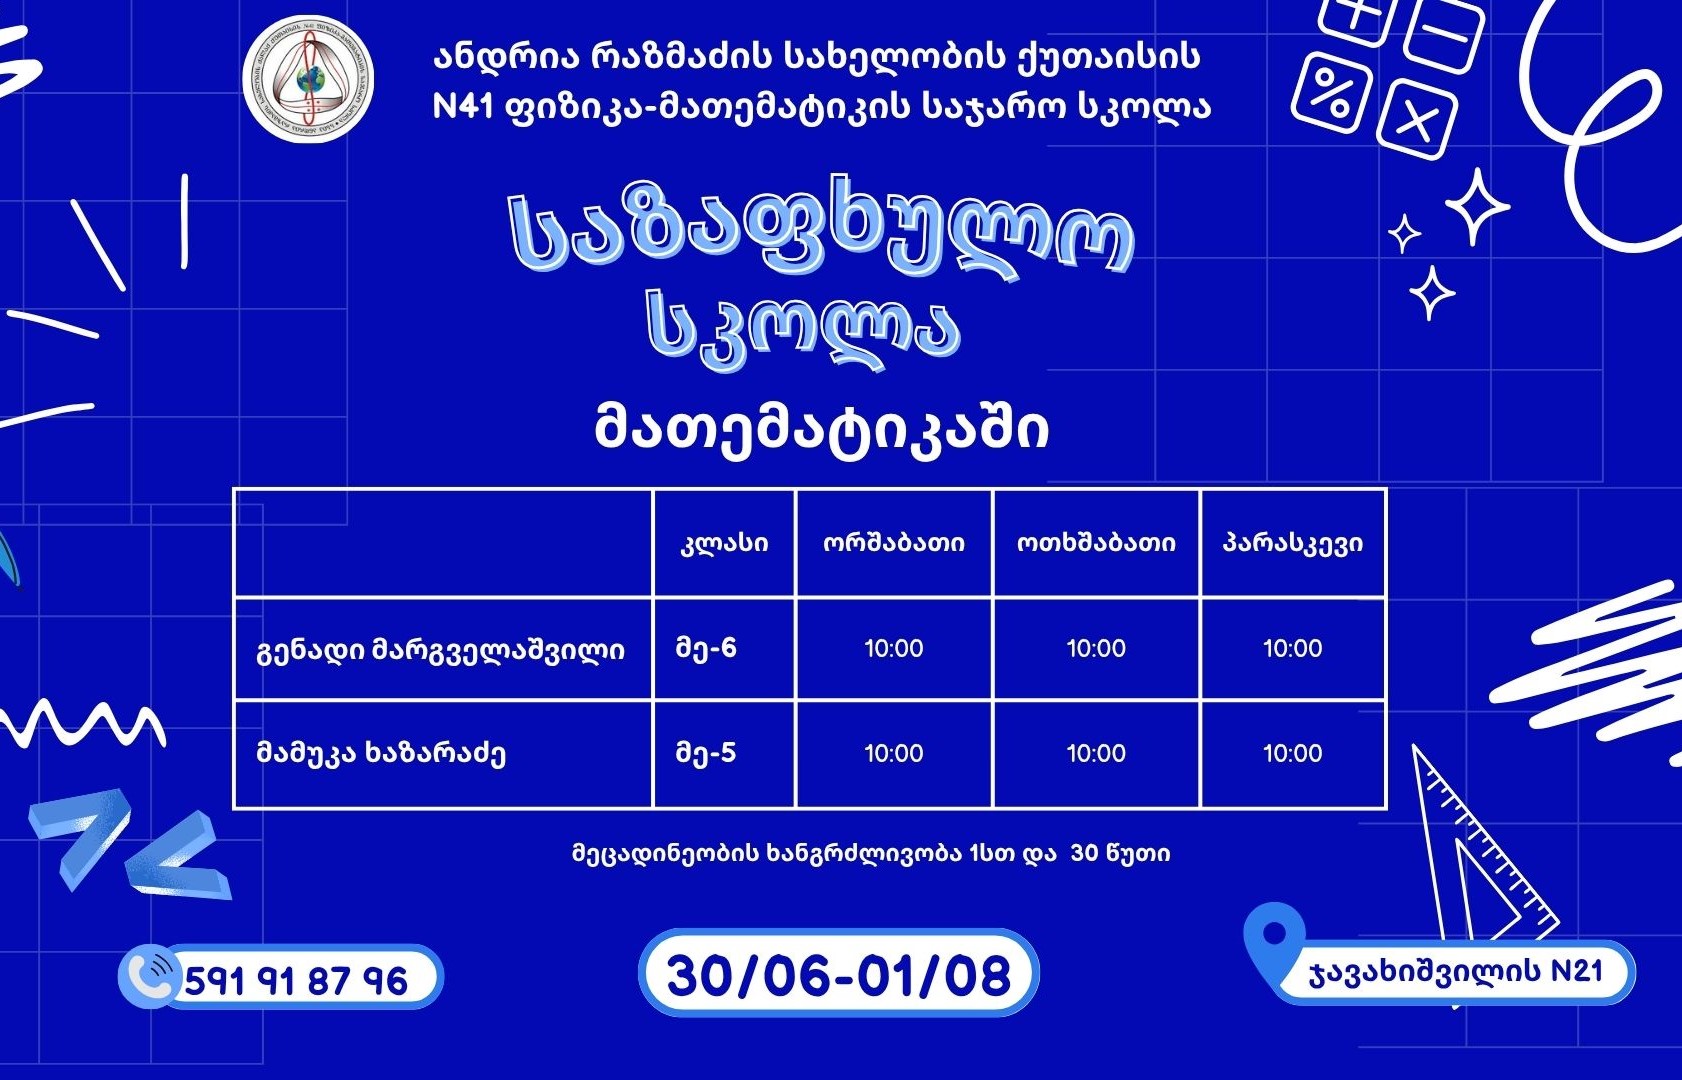 ანდრია რაზმაძის სახელობის ქუთაისის
N41 ფიზიკა-მათემატიკის საჯარო სკოლა
საზაფხულო
სკოლა
მათემატიკაში
კლასი ორშაბათი ოთხშაბათი პარასკევი
გენადი მარგველაშვილი მე-6 10:00 10:00 10:00
მამუკა ხაზარაძე მე-5 10:00 10:00 10:00
მეცადინეობის ხანგრძლივობა 1სთ და 30 წუთი
591 91 87 96
30/06-01/08
ჯავახიშვილის N21